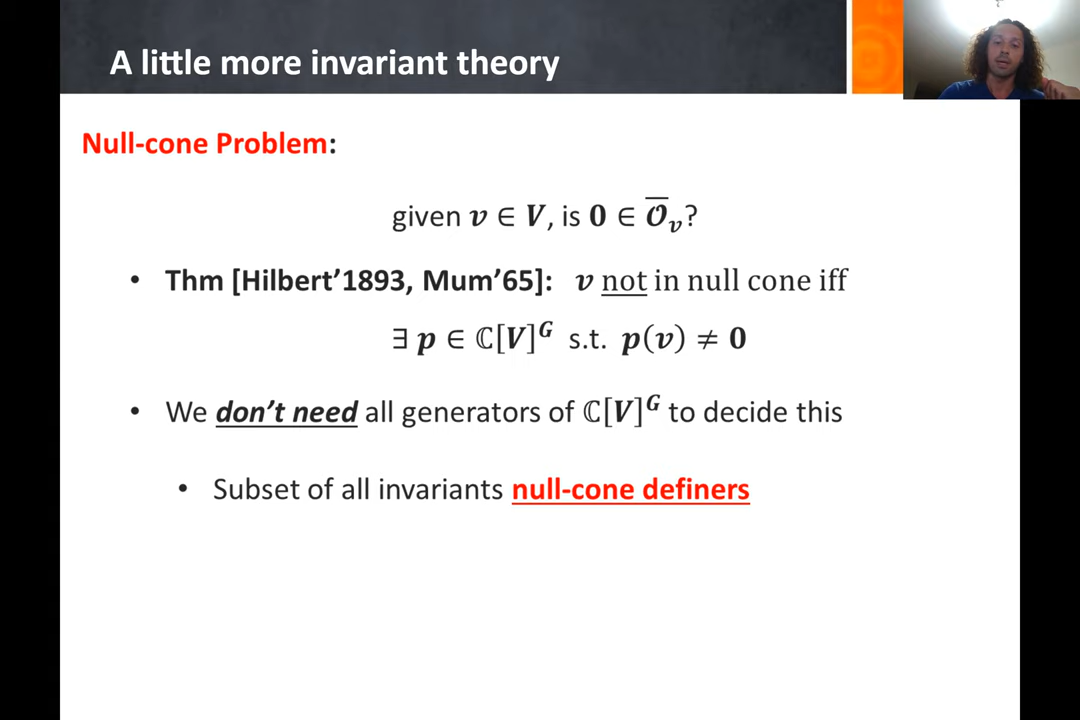 A little more invariant theory
Null-cone Problem:
given 𝒗 ∈ 𝑽, is 𝟎 ∈ 𝓞̅ᵥ?
• Thm [Hilbert’1893, Mum’65]: 𝒗 not in null cone iff
∃ 𝒑 ∈ ℂ[𝑽]ᴳ s.t. 𝒑(𝒗) ≠ 𝟎
• We don’t need all generators of ℂ[𝑽]ᴳ to decide this
• Subset of all invariants null-cone definers